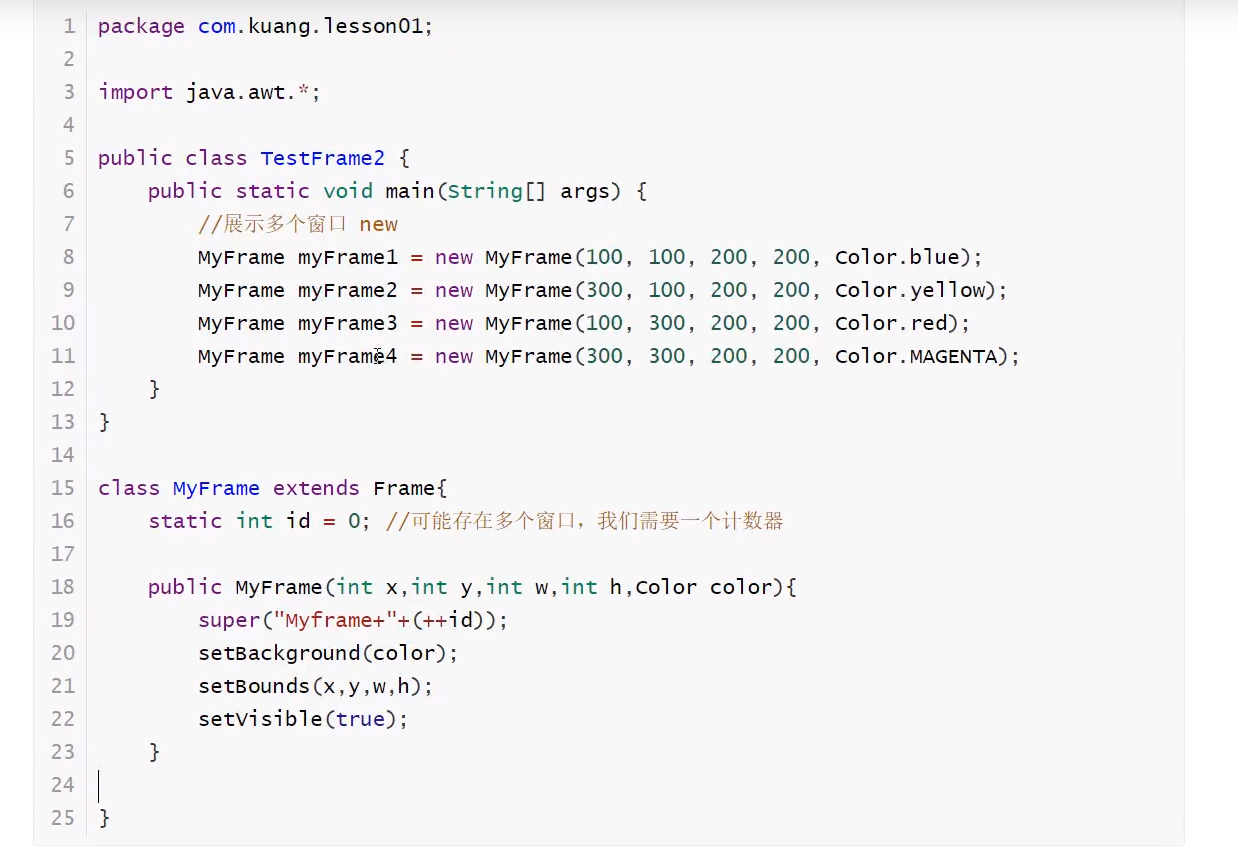 1 package com.kuang.lesson01;
2
3 import java.awt.*;
4
5 public class TestFrame2 {
6 public static void main(String[] args) {
7 //展示多个窗口 new
8 MyFrame myFrame1 = new MyFrame(100, 100, 200, 200, Color.blue);
9 MyFrame myFrame2 = new MyFrame(300, 100, 200, 200, Color.yellow);
10 MyFrame myFrame3 = new MyFrame(100, 300, 200, 200, Color.red);
11 MyFrame myFrame4 = new MyFrame(300, 300, 200, 200, Color.MAGENTA);
12 }
13 }
14
15 class MyFrame extends Frame{
16 static int id = 0; //可能存在多个窗口，我们需要一个计数器
17
18 public MyFrame(int x,int y,int w,int h,Color color){
19 super("Myframe+"+(++id));
20 setBackground(color);
21 setBounds(x,y,w,h);
22 setVisible(true);
23 }
24
25 }